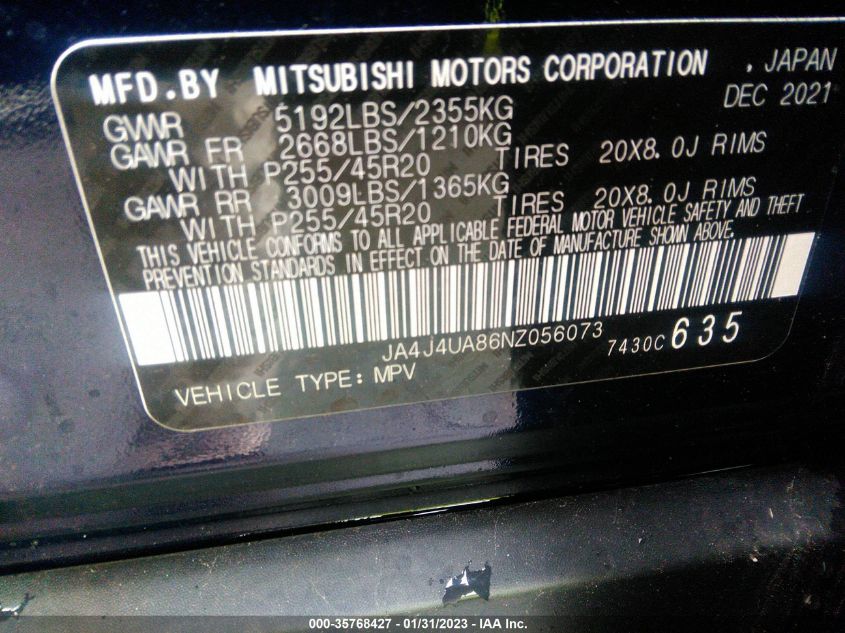 MFD.BY MITSUBISHI MOTORS CORPORATION , JAPAN
GVWR 5192LBS/2355KG DEC 2021
GAWR FR 2668LBS/1210KG
WITH P255/45R20 TIRES 20X8.0J RIMS
GAWR RR 3009LBS/1365KG
WITH P255/45R20 TIRES 20X8.0J RIMS
THIS VEHICLE CONFORMS TO ALL APPLICABLE FEDERAL MOTOR VEHICLE SAFETY AND THEFT
PREVENTION STANDARDS IN EFFECT ON THE DATE OF MANUFACTURE SHOWN ABOVE.
JA4J4UA86NZ056073 7430C 635
VEHICLE TYPE: MPV
000-35768427 - 01/31/2023 - IAA Inc.